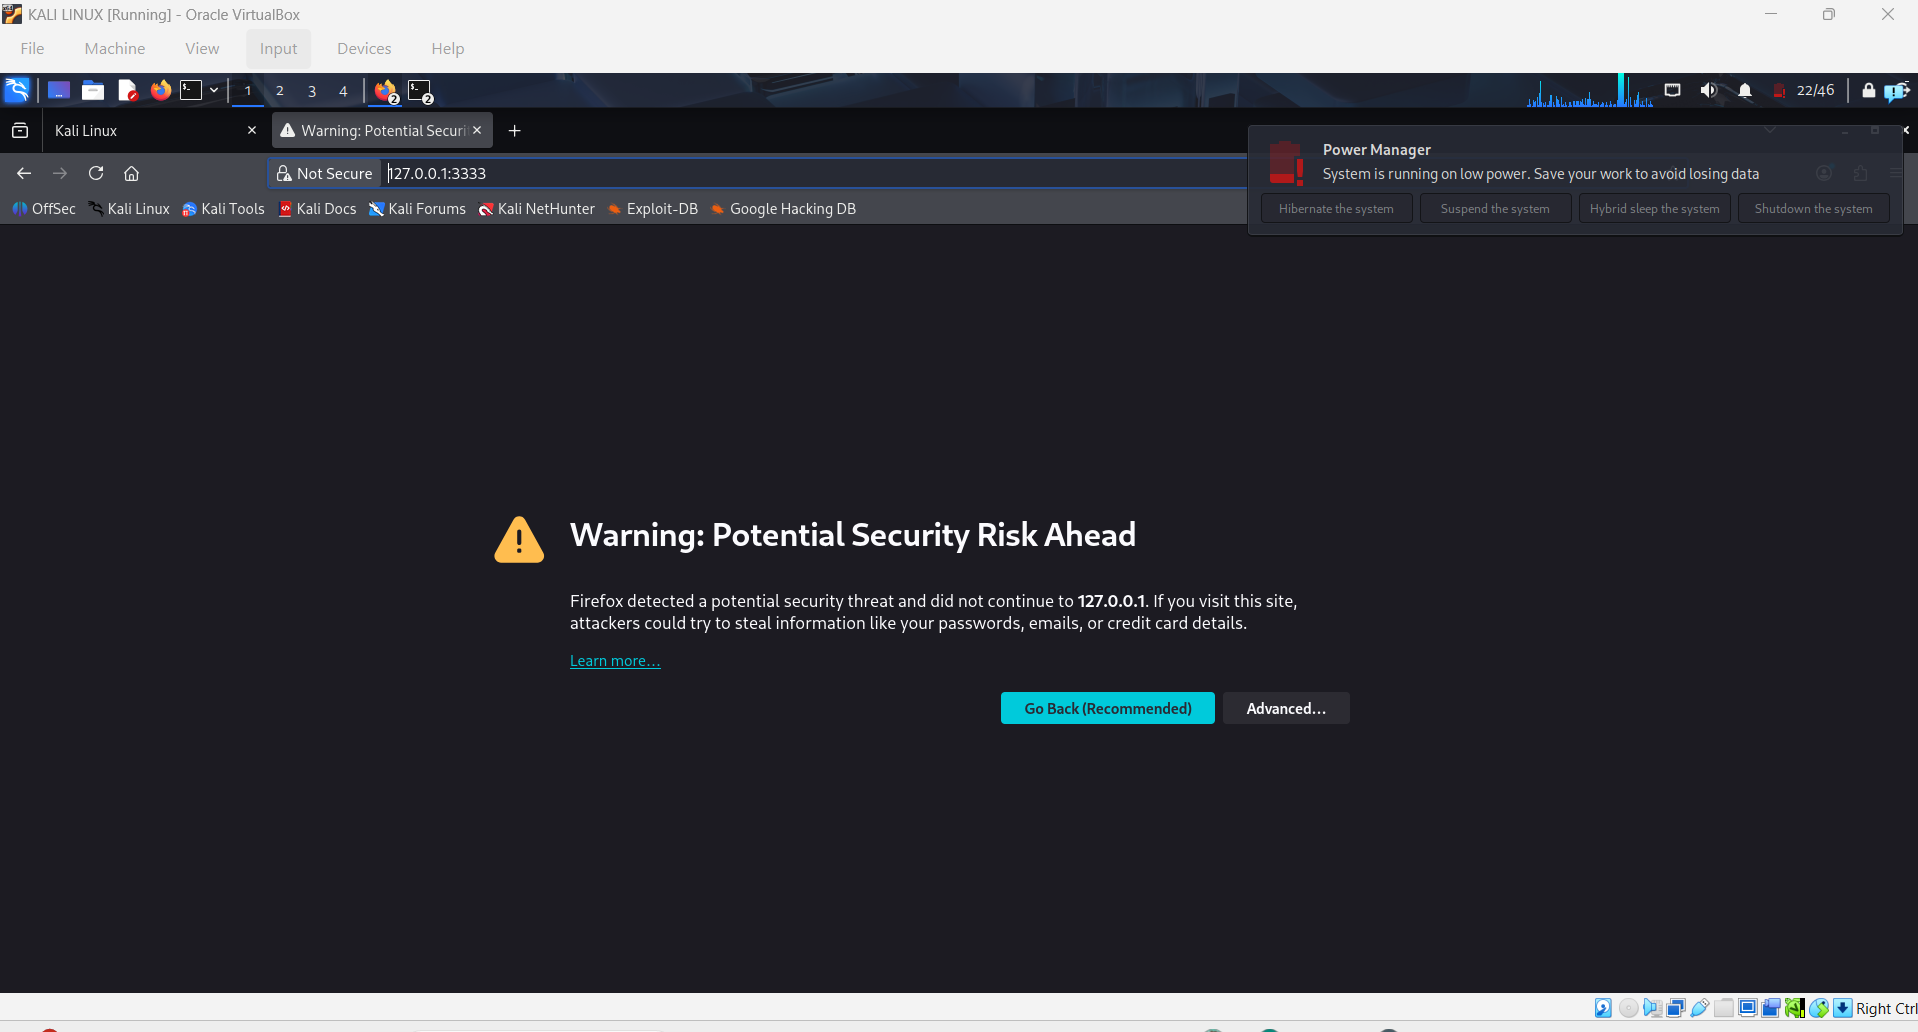 KALI LINUX [Running] - Oracle VirtualBox
File Machine View Input Devices Help
1 2 3 4 2 2 22/46
Kali Linux Warning: Potential Securi
Not Secure 127.0.0.1:3333
OffSec Kali Linux Kali Tools Kali Docs Kali Forums Kali NetHunter Exploit-DB Google Hacking DB
Power Manager
System is running on low power. Save your work to avoid losing data
Hibernate the system Suspend the system Hybrid sleep the system Shutdown the system
Warning: Potential Security Risk Ahead
Firefox detected a potential security threat and did not continue to 127.0.0.1. If you visit this site,
attackers could try to steal information like your passwords, emails, or credit card details.
Learn more…
Go Back (Recommended) Advanced…
Right Ctrl